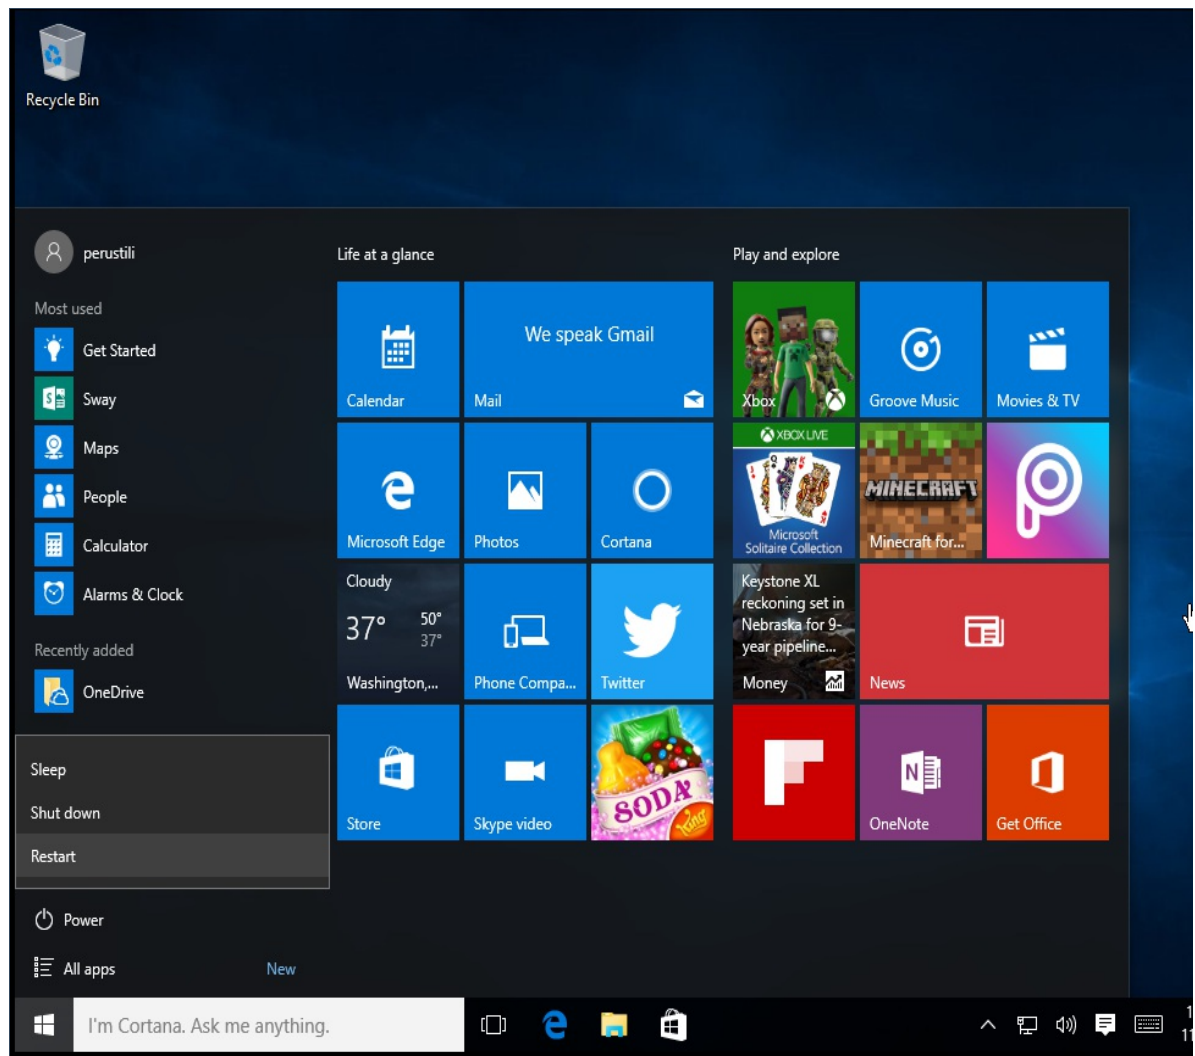 Recycle Bin
perustili
Most used
Get Started
Sway
Maps
People
Calculator
Alarms & Clock
Recently added
OneDrive
Sleep
Shut down
Restart
Power
All apps
New
Life at a glance
Calendar
We speak Gmail
Mail
Microsoft Edge
Photos
Cortana
Cloudy
37°
50°
37°
Washington,...
Phone Compa...
Twitter
Store
Skype video
SODA
King
Play and explore
Xbox
Groove Music
Movies & TV
XBOX LIVE
Microsoft
Solitaire Collection
MINECRAFT
Minecraft for...
Keystone XL
reckoning set in
Nebraska for 9-
year pipeline...
Money
News
OneNote
Get Office
I'm Cortana. Ask me anything.